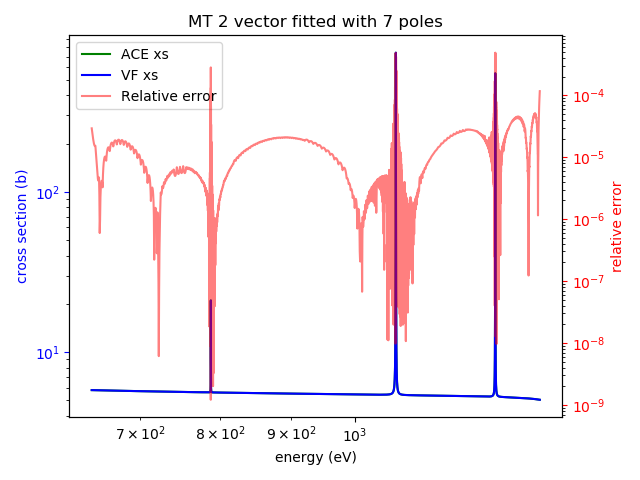 MT 2 vector fitted with 7 poles
ACE xs
VF xs
Relative error
cross section (b)
10²
10¹
10⁻⁴
10⁻⁵
10⁻⁶
10⁻⁷
10⁻⁸
10⁻⁹
relative error
7 × 10² 8 × 10² 9 × 10² 10³
energy (eV)